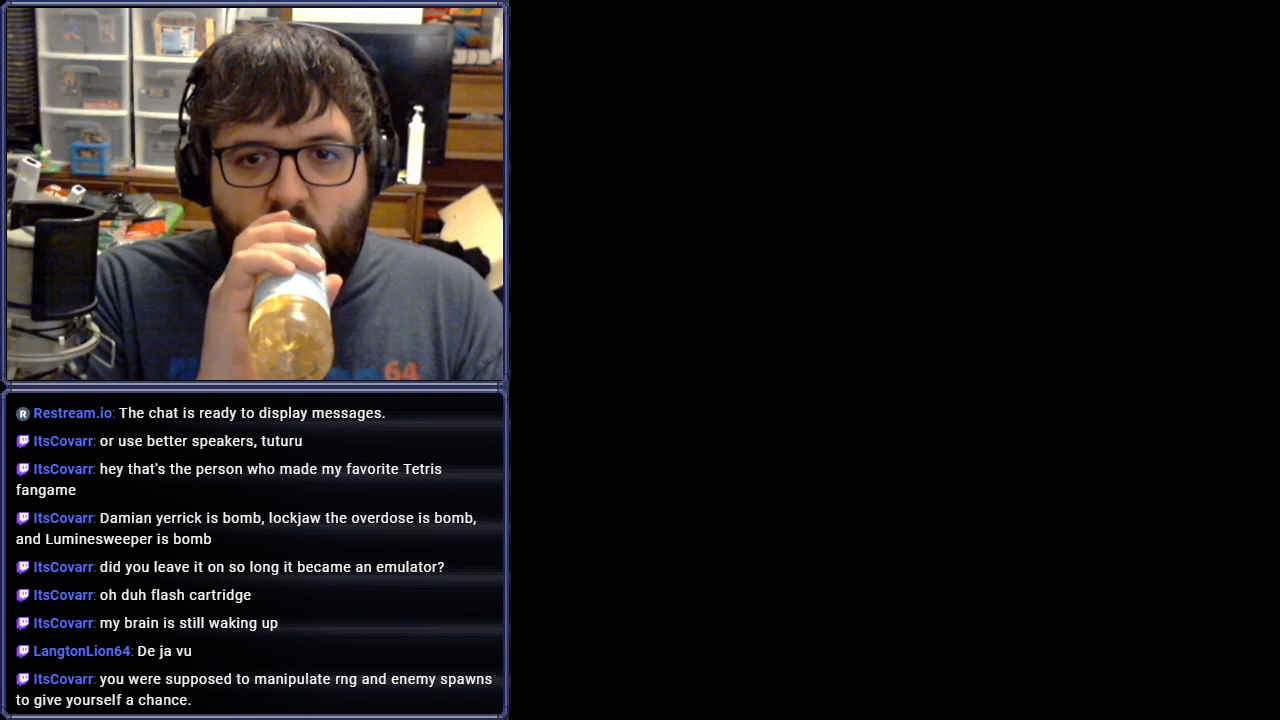 64
Restream.io: The chat is ready to display messages.
ItsCovarr: or use better speakers, tuturu
ItsCovarr: hey that's the person who made my favorite Tetris
fangame
ItsCovarr: Damian yerrick is bomb, lockjaw the overdose is bomb,
and Luminesweeper is bomb
ItsCovarr: did you leave it on so long it became an emulator?
ItsCovarr: oh duh flash cartridge
ItsCovarr: my brain is still waking up
LangtonLion64: De ja vu
ItsCovarr: you were supposed to manipulate rng and enemy spawns
to give yourself a chance.